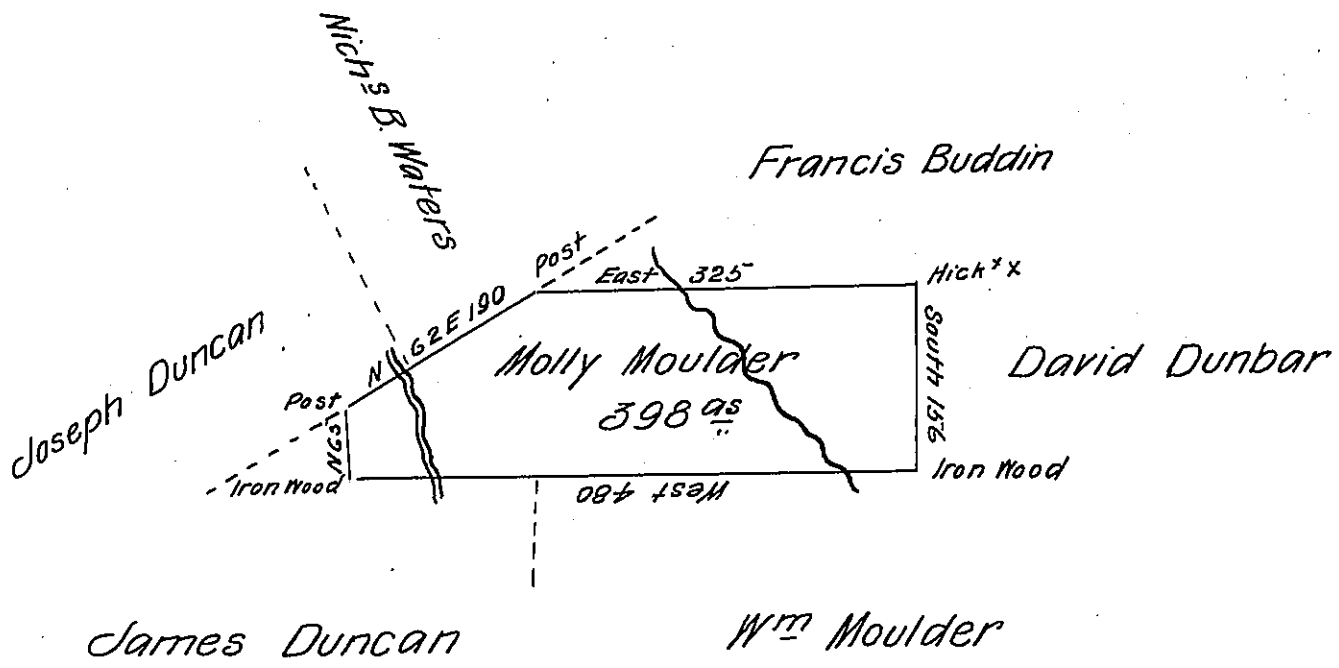 Nichs B. Waters
Francis Buddin
Joseph Duncan
Post
N 62 E 190
Post
East 325
Hick^y x
South 156
David Dunbar
Molly Moulder
398 as
N 63
Iron Wood
West 480
Iron Wood
James Duncan
Wm Moulder